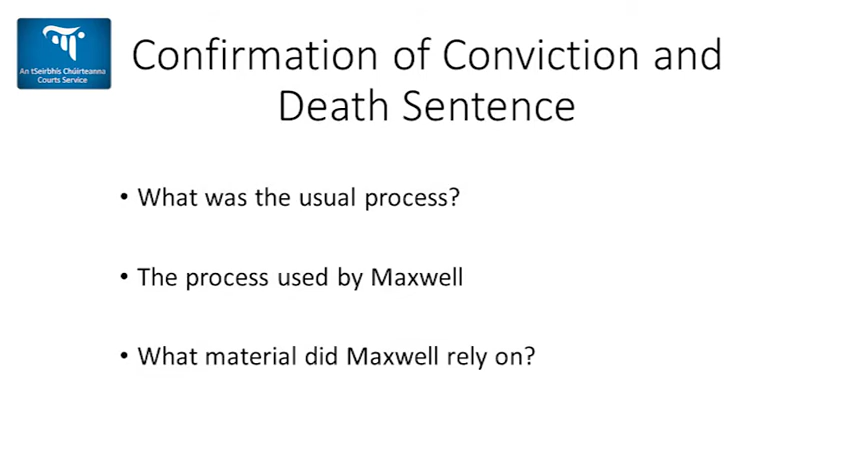 An tSeirbhís Chúirteanna
Courts Service
Confirmation of Conviction and
Death Sentence
• What was the usual process?
• The process used by Maxwell
• What material did Maxwell rely on?